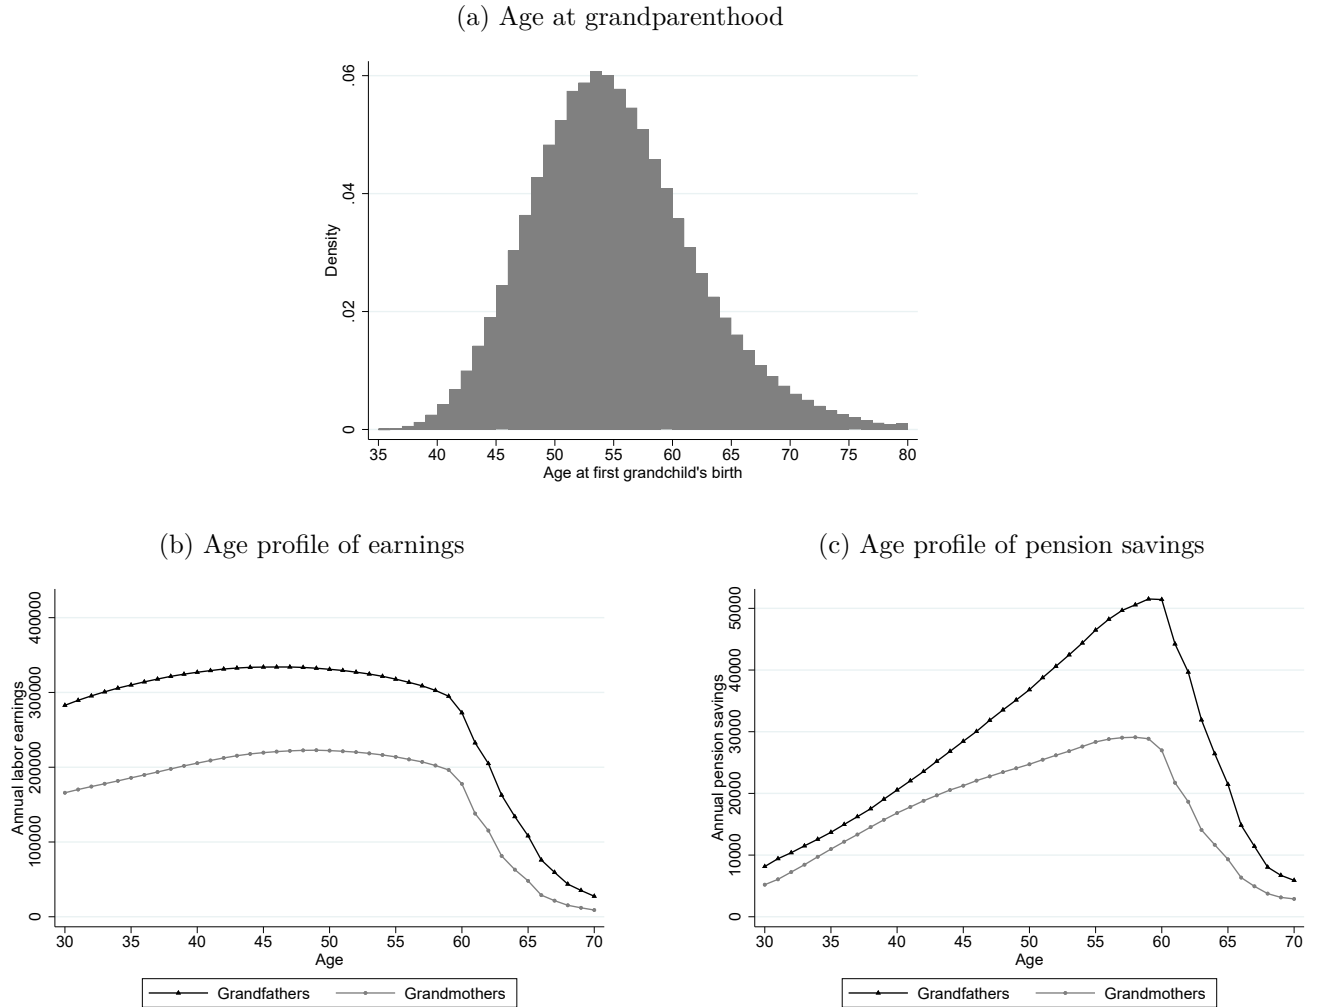 (a) Age at grandparenthood
Density
.06
.04
.02
0
35 40 45 50 55 60 65 70 75 80
Age at first grandchild's birth
(b) Age profile of earnings
Annual labor earnings
400000
300000
200000
100000
0
30 35 40 45 50 55 60 65 70
Age
Grandfathers Grandmothers
(c) Age profile of pension savings
Annual pension savings
50000
40000
30000
20000
10000
0
30 35 40 45 50 55 60 65 70
Age
Grandfathers Grandmothers